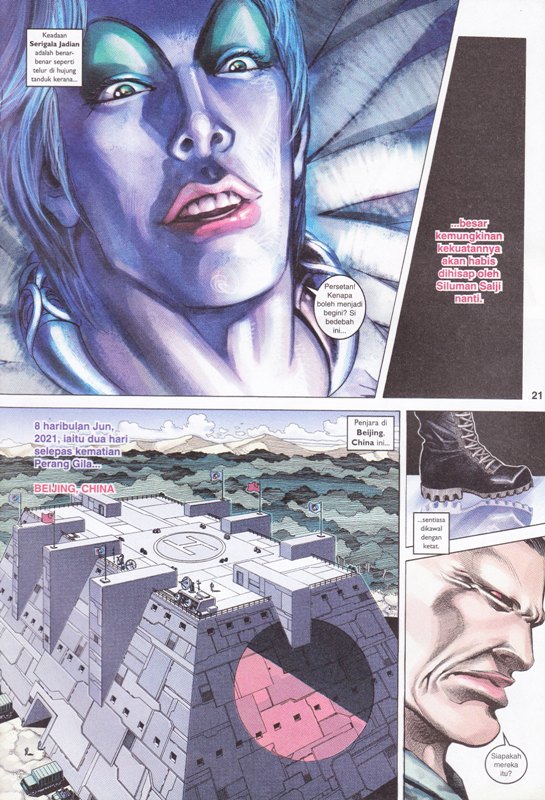 Keadaan
Serigala Jadian
adalah benar-
benar seperti
telur di hujung
tanduk kerana...
...besar
kemungkinan
kekuatannya
akan habis
dihisap oleh
Siluman Salji
nanti.
Persetan!
Kenapa
boleh menjadi
begini? Si
bedebah
ini...
21
8 haribulan Jun,
2021, iaitu dua hari
selepas kematian
Perang Gila...
BEIJING, CHINA
Penjara di
Beijing,
China ini...
...sentiasa
dikawal
dengan
ketat.
Siapakah
mereka
itu?